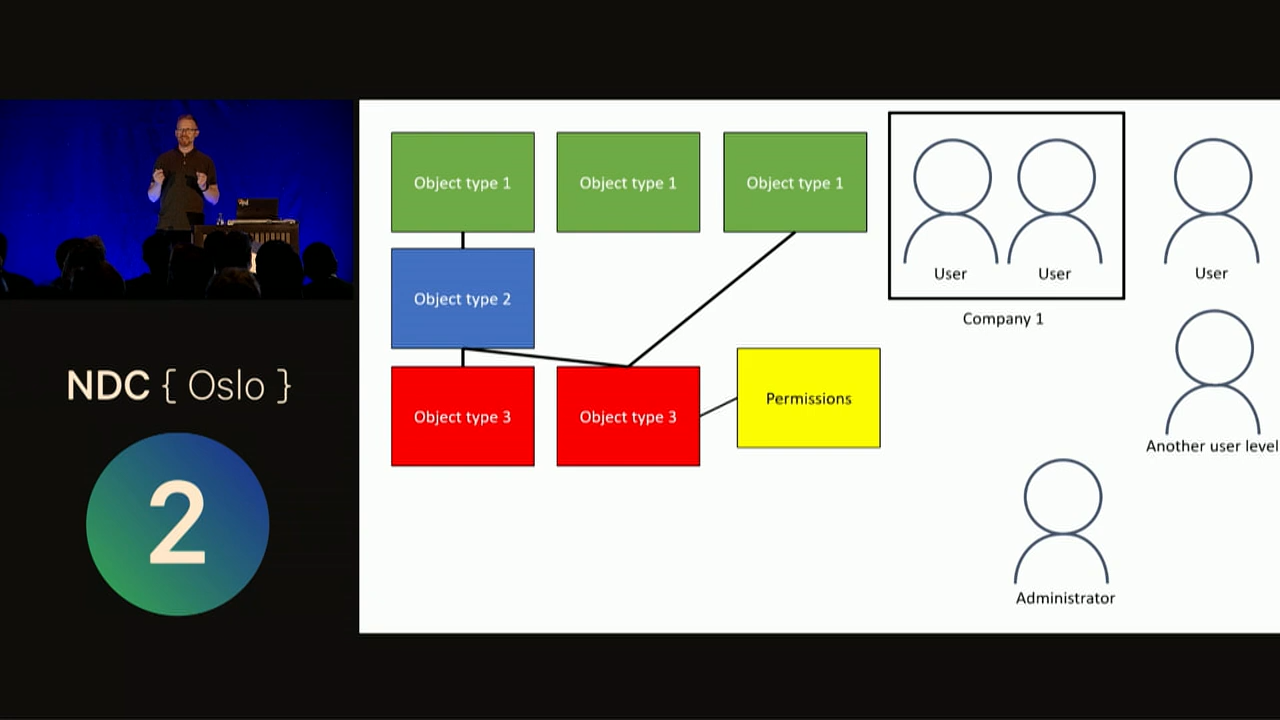 Object type 1
Object type 1
Object type 1
User
User
User
Company 1
Object type 2
Object type 3
Object type 3
Permissions
Another user level
Administrator
NDC { Oslo }
2